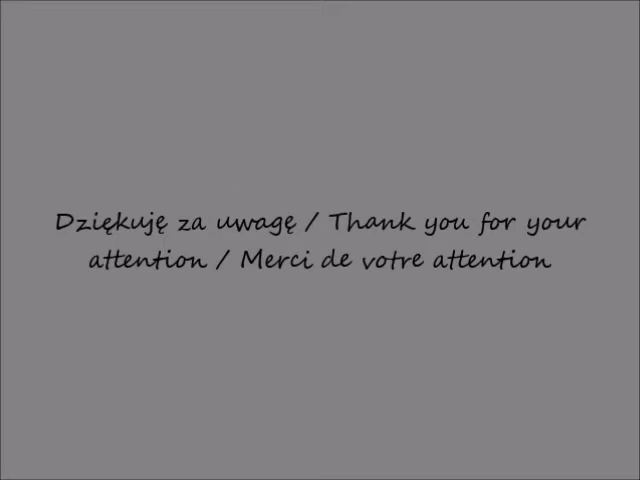 Dziękuję za uwagę / Thank you for your
attention / Merci de votre attention